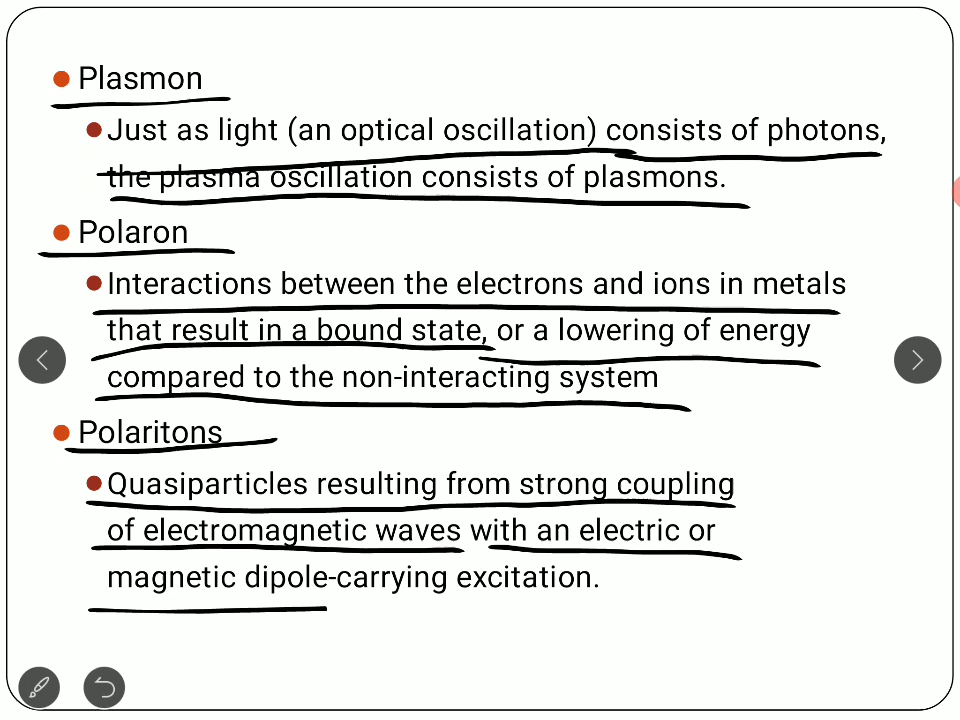 Plasmon
Just as light (an optical oscillation) consists of photons,
the plasma oscillation consists of plasmons.
Polaron
Interactions between the electrons and ions in metals
that result in a bound state, or a lowering of energy
compared to the non-interacting system
Polaritons
Quasiparticles resulting from strong coupling
of electromagnetic waves with an electric or
magnetic dipole-carrying excitation.